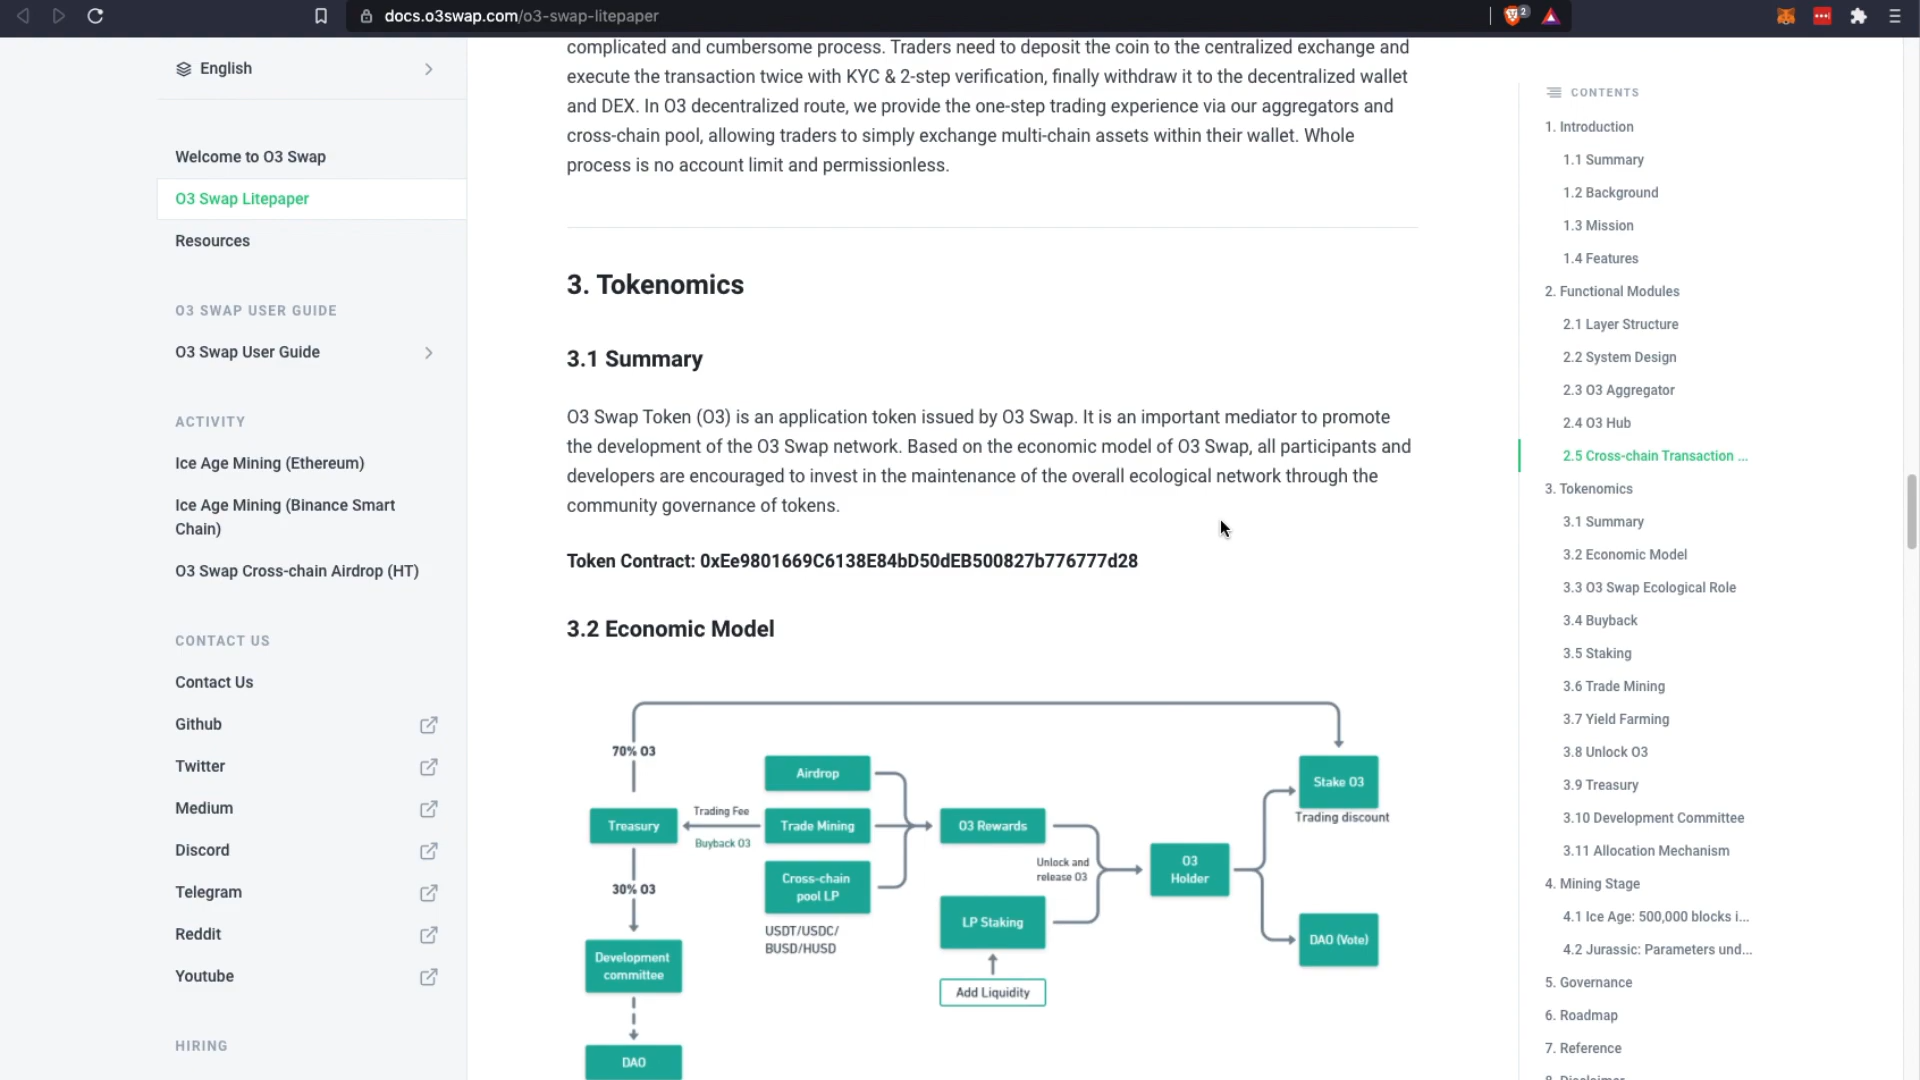 docs.o3swap.com/o3-swap-litepaper
2
English
Welcome to O3 Swap
O3 Swap Litepaper
Resources
O3 SWAP USER GUIDE
O3 Swap User Guide
ACTIVITY
Ice Age Mining (Ethereum)
Ice Age Mining (Binance Smart
Chain)
O3 Swap Cross-chain Airdrop (HT)
CONTACT US
Contact Us
Github
Twitter
Medium
Discord
Telegram
Reddit
Youtube
HIRING
complicated and cumbersome process. Traders need to deposit the coin to the centralized exchange and
execute the transaction twice with KYC & 2-step verification, finally withdraw it to the decentralized wallet
and DEX. In O3 decentralized route, we provide the one-step trading experience via our aggregators and
cross-chain pool, allowing traders to simply exchange multi-chain assets within their wallet. Whole
process is no account limit and permissionless.
3. Tokenomics
3.1 Summary
O3 Swap Token (O3) is an application token issued by O3 Swap. It is an important mediator to promote
the development of the O3 Swap network. Based on the economic model of O3 Swap, all participants and
developers are encouraged to invest in the maintenance of the overall ecological network through the
community governance of tokens.
Token Contract: 0xEe9801669C6138E84bD50dEB500827b776777d28
3.2 Economic Model
70% O3
Airdrop
Stake O3
Trading discount
Treasury
Trading Fee
Buyback O3
Trade Mining
O3 Rewards
Unlock and
release O3
O3
Holder
30% O3
Cross-chain
pool LP
USDT/USDC/
BUSD/HUSD
LP Staking
DAO (Vote)
Development
committee
Add Liquidity
DAO
CONTENTS
1. Introduction
1.1 Summary
1.2 Background
1.3 Mission
1.4 Features
2. Functional Modules
2.1 Layer Structure
2.2 System Design
2.3 O3 Aggregator
2.4 O3 Hub
2.5 Cross-chain Transaction ...
3. Tokenomics
3.1 Summary
3.2 Economic Model
3.3 O3 Swap Ecological Role
3.4 Buyback
3.5 Staking
3.6 Trade Mining
3.7 Yield Farming
3.8 Unlock O3
3.9 Treasury
3.10 Development Committee
3.11 Allocation Mechanism
4. Mining Stage
4.1 Ice Age: 500,000 blocks i...
4.2 Jurassic: Parameters und...
5. Governance
6. Roadmap
7. Reference
8. Disclaimer